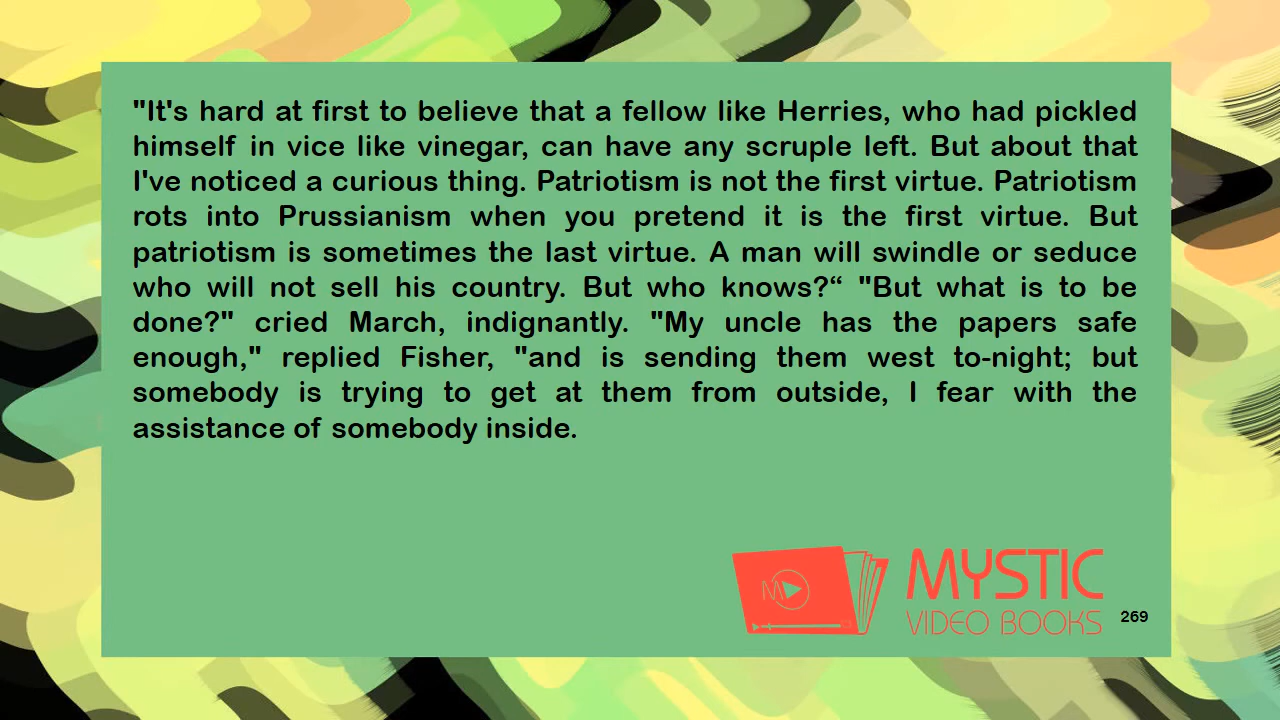 "It's hard at first to believe that a fellow like Herries, who had pickled
himself in vice like vinegar, can have any scruple left. But about that
I've noticed a curious thing. Patriotism is not the first virtue. Patriotism
rots into Prussianism when you pretend it is the first virtue. But
patriotism is sometimes the last virtue. A man will swindle or seduce
who will not sell his country. But who knows?“ "But what is to be
done?" cried March, indignantly. "My uncle has the papers safe
enough," replied Fisher, "and is sending them west to-night; but
somebody is trying to get at them from outside, I fear with the
assistance of somebody inside.
M
MYSTIC
VIDEO BOOKS
269